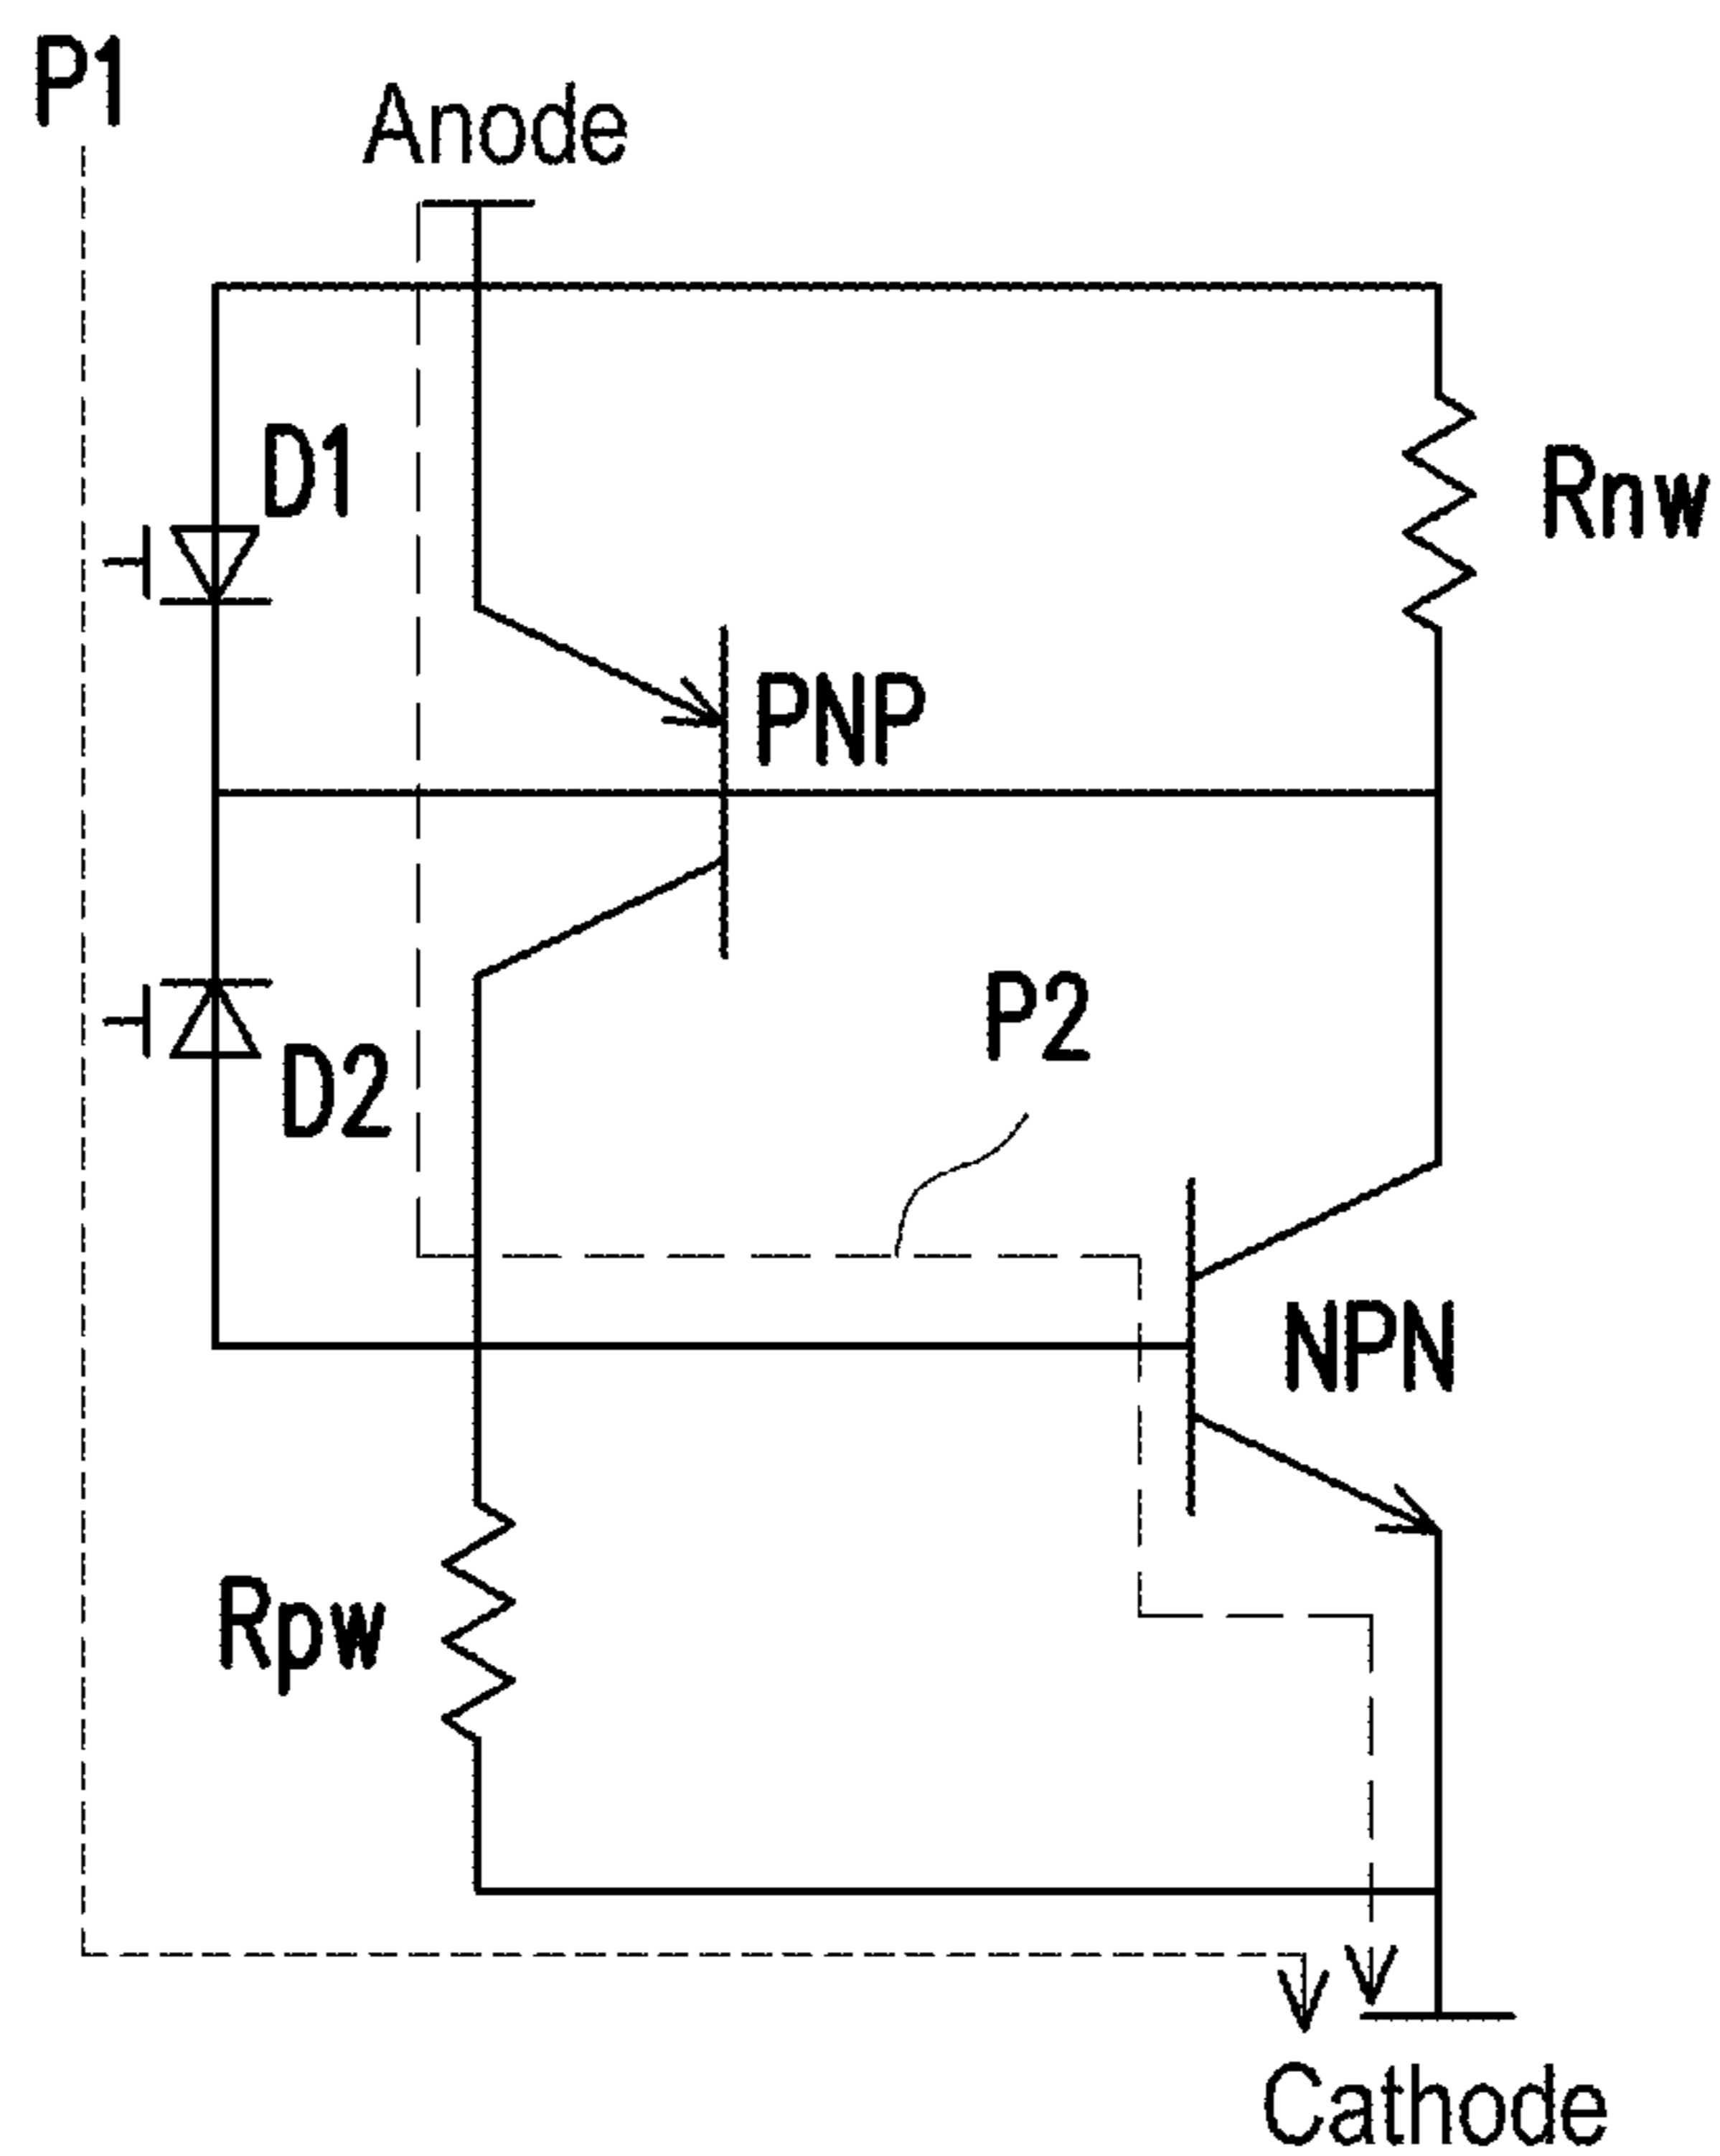 P1
Anode
D1
Rnw
PNP
P2
D2
NPN
Rpw
Cathode